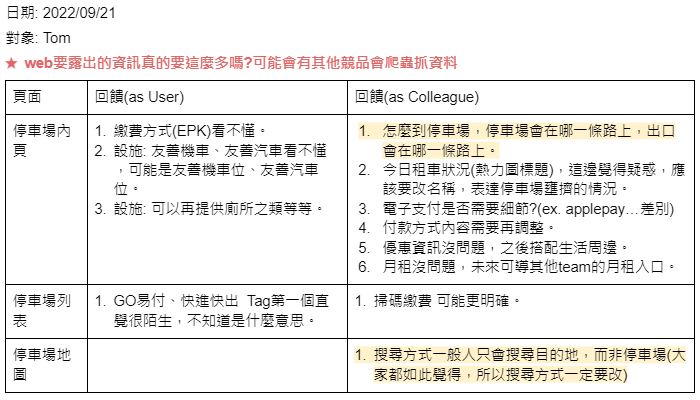 日期: 2022/09/21
對象: Tom
★ web要露出的資訊真的要這麼多嗎?可能會有其他競品會爬蟲抓資料
頁面
回饋(as User)
回饋(as Colleague)
停車場內
頁
1. 繳費方式(EPK)看不懂。
2. 設施: 友善機車、友善汽車看不懂
，可能是友善機車位、友善汽車
位。
3. 設施: 可以再提供廁所之類等等。
1. 怎麼到停車場，停車場會在哪一條路上，出口
會在哪一條路上。
2. 今日租車狀況(熱力圖標題)，這邊覺得疑惑，應
該要改名稱，表達停車場壅擠的情況。
3. 電子支付是否需要細節?(ex. applepay…差別)
4. 付款方式內容需要再調整。
5. 優惠資訊沒問題，之後搭配生活周邊。
6. 月租沒問題，未來可導其他team的月租入口。
停車場列
表
1. GO易付、快進快出 Tag第一個直
覺很陌生，不知道是什麼意思。
1. 掃碼繳費 可能更明確。
停車場地
圖
1. 搜尋方式一般人只會搜尋目的地，而非停車場(大
家都如此覺得，所以搜尋方式一定要改)